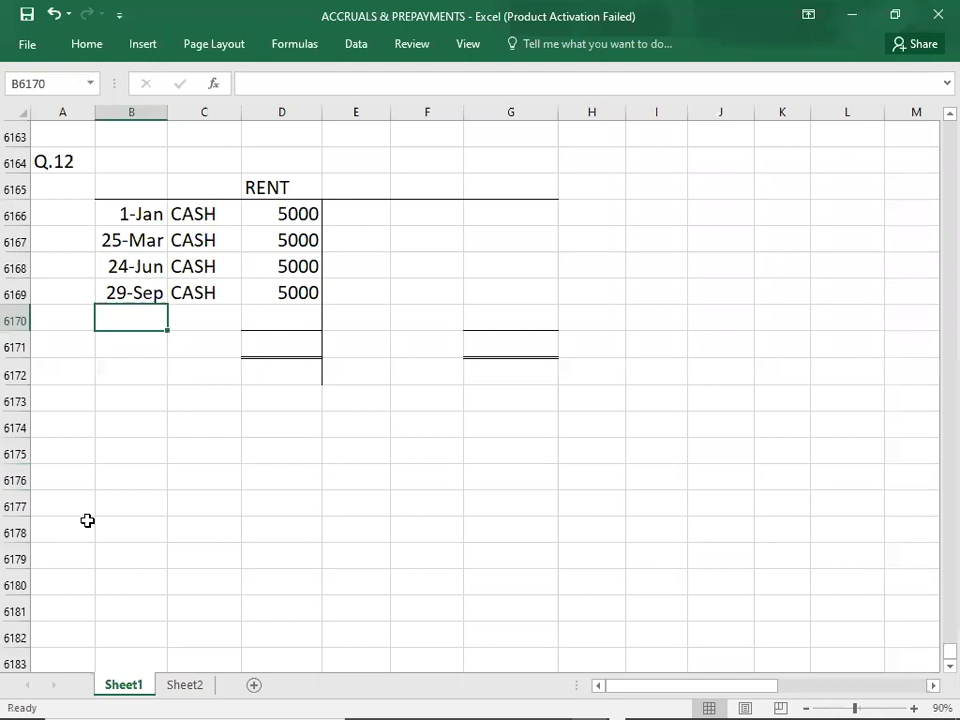 ACCRUALS & PREPAYMENTS - Excel (Product Activation Failed)
File Home Insert Page Layout Formulas Data Review View Tell me what you want to do... Share
B6170 fx
A B C D E F G H I J K L M
6163
6164 Q.12
6165 RENT
6166 1-Jan CASH 5000
6167 25-Mar CASH 5000
6168 24-Jun CASH 5000
6169 29-Sep CASH 5000
6170
6171
6172
6173
6174
6175
6176
6177
6178
6179
6180
6181
6182
6183
Sheet1 Sheet2
Ready 90%